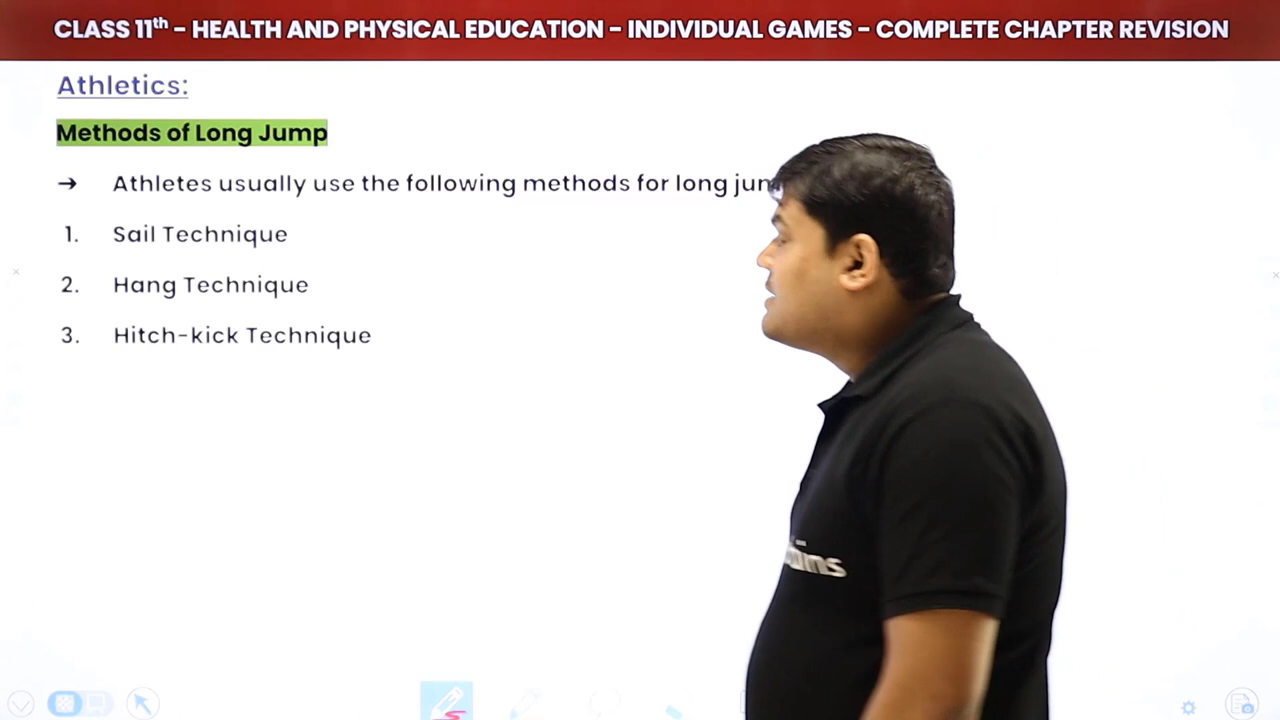 CLASS 11th - HEALTH AND PHYSICAL EDUCATION - INDIVIDUAL GAMES - COMPLETE CHAPTER REVISION
Athletics:
Methods of Long Jump
→ Athletes usually use the following methods for long
1. Sail Technique
2. Hang Technique
3. Hitch-kick Technique